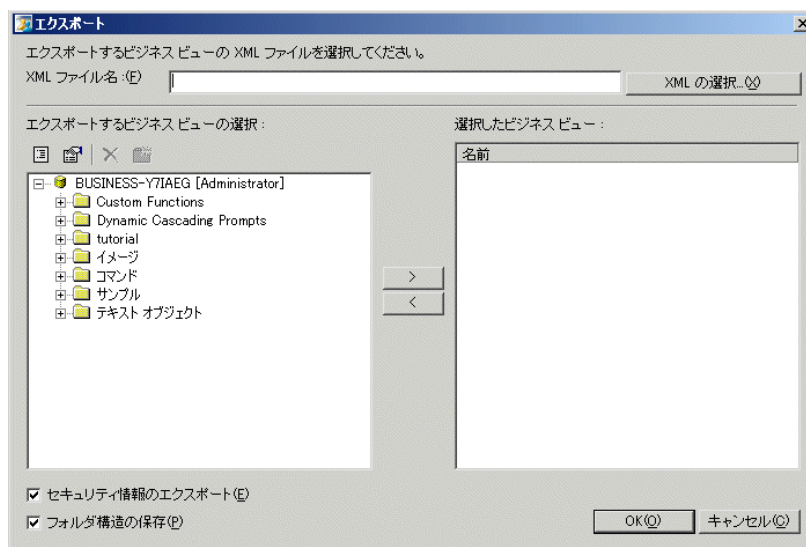 エクスポート
エクスポートするビジネス ビューの XML ファイルを選択してください。
XML ファイル名:(F)
XML の選択...(X)
エクスポートするビジネス ビューの選択:
選択したビジネス ビュー:
名前
BUSINESS-Y7IAEG [Administrator]
Custom Functions
Dynamic Cascading Prompts
tutorial
イメージ
コマンド
サンプル
テキスト オブジェクト
>
<
セキュリティ情報のエクスポート(E)
フォルダ構造の保存(P)
OK(O)
キャンセル(C)